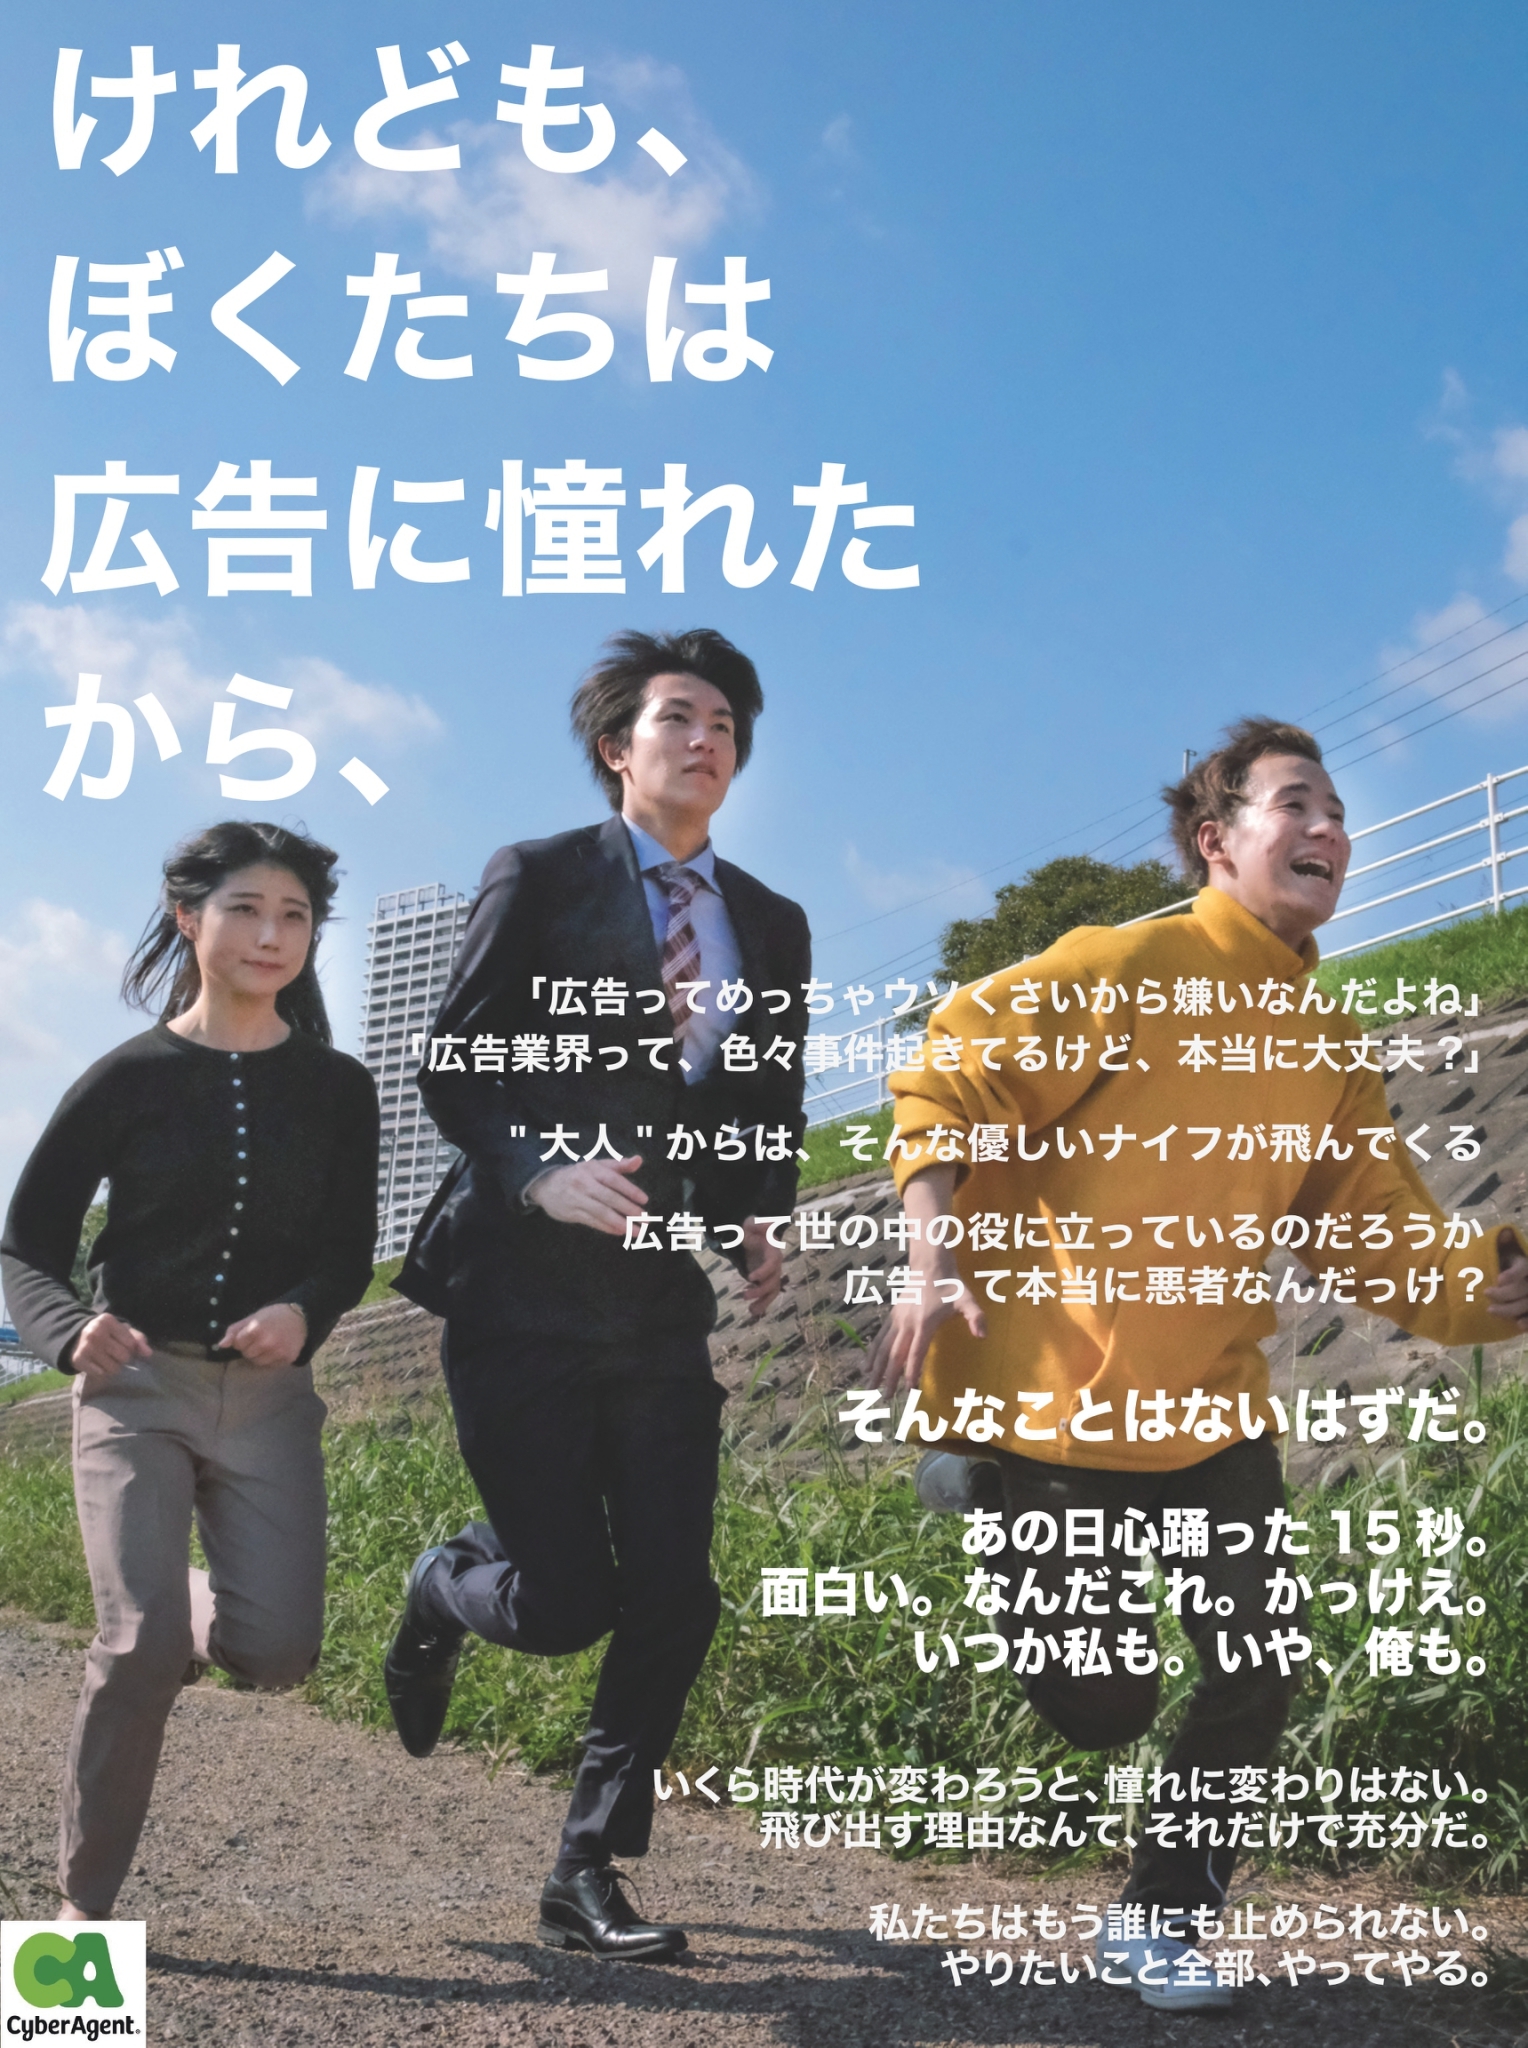 けれども、
ぼくたちは
広告に憧れた
から、
「広告ってめっちゃウソくさいから嫌いなんだよね」
「広告業界って、色々事件起きてるけど、本当に大丈夫？」
"大人"からは、そんな優しいナイフが飛んでくる
広告って世の中の役に立っているのだろうか
広告って本当に悪者なんだっけ？
そんなことはないはずだ。
あの日心踊った15秒。
面白い。なんだこれ。かっけえ。
いつか私も。いや、俺も。
いくら時代が変わろうと、憧れに変わりはない。
飛び出す理由なんて、それだけで充分だ。
私たちはもう誰にも止められない。
やりたいこと全部、やってやる。
CA
CyberAgent®